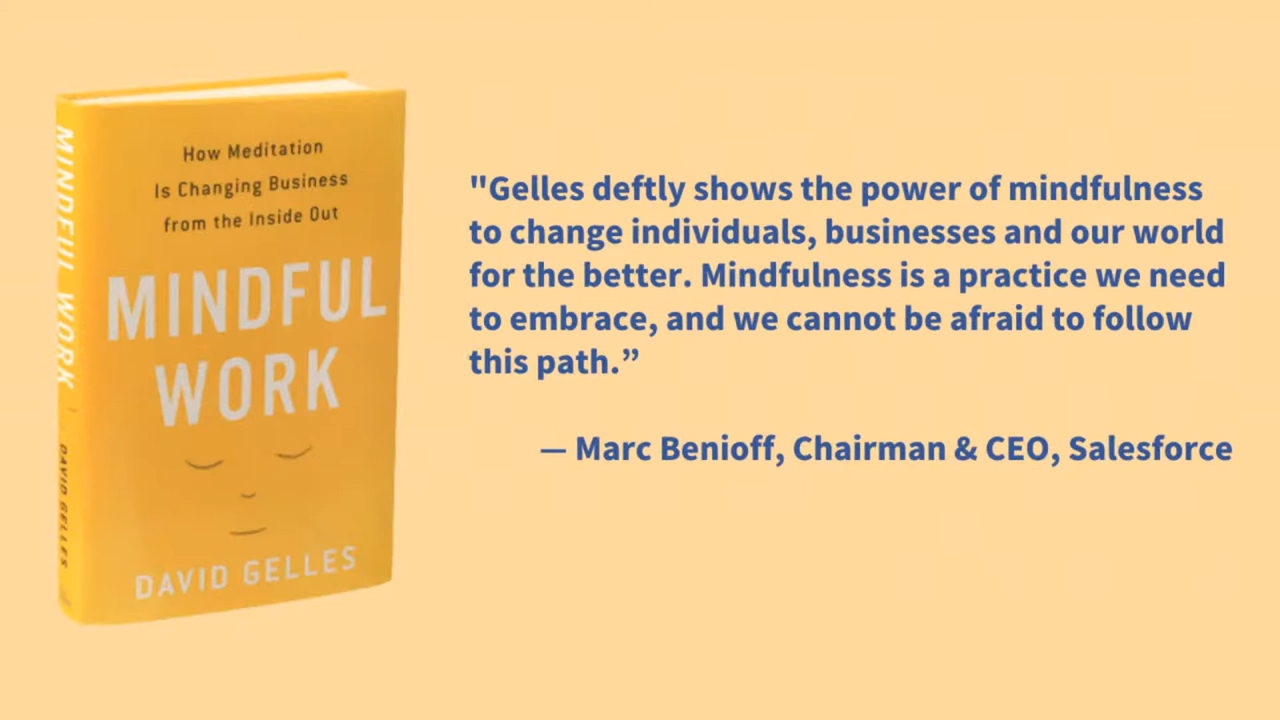 MINDFUL WORK
DAVID GELLES
How Meditation
Is Changing Business
from the Inside Out
MINDFUL
WORK
DAVID GELLES
"Gelles deftly shows the power of mindfulness
to change individuals, businesses and our world
for the better. Mindfulness is a practice we need
to embrace, and we cannot be afraid to follow
this path.”
— Marc Benioff, Chairman & CEO, Salesforce